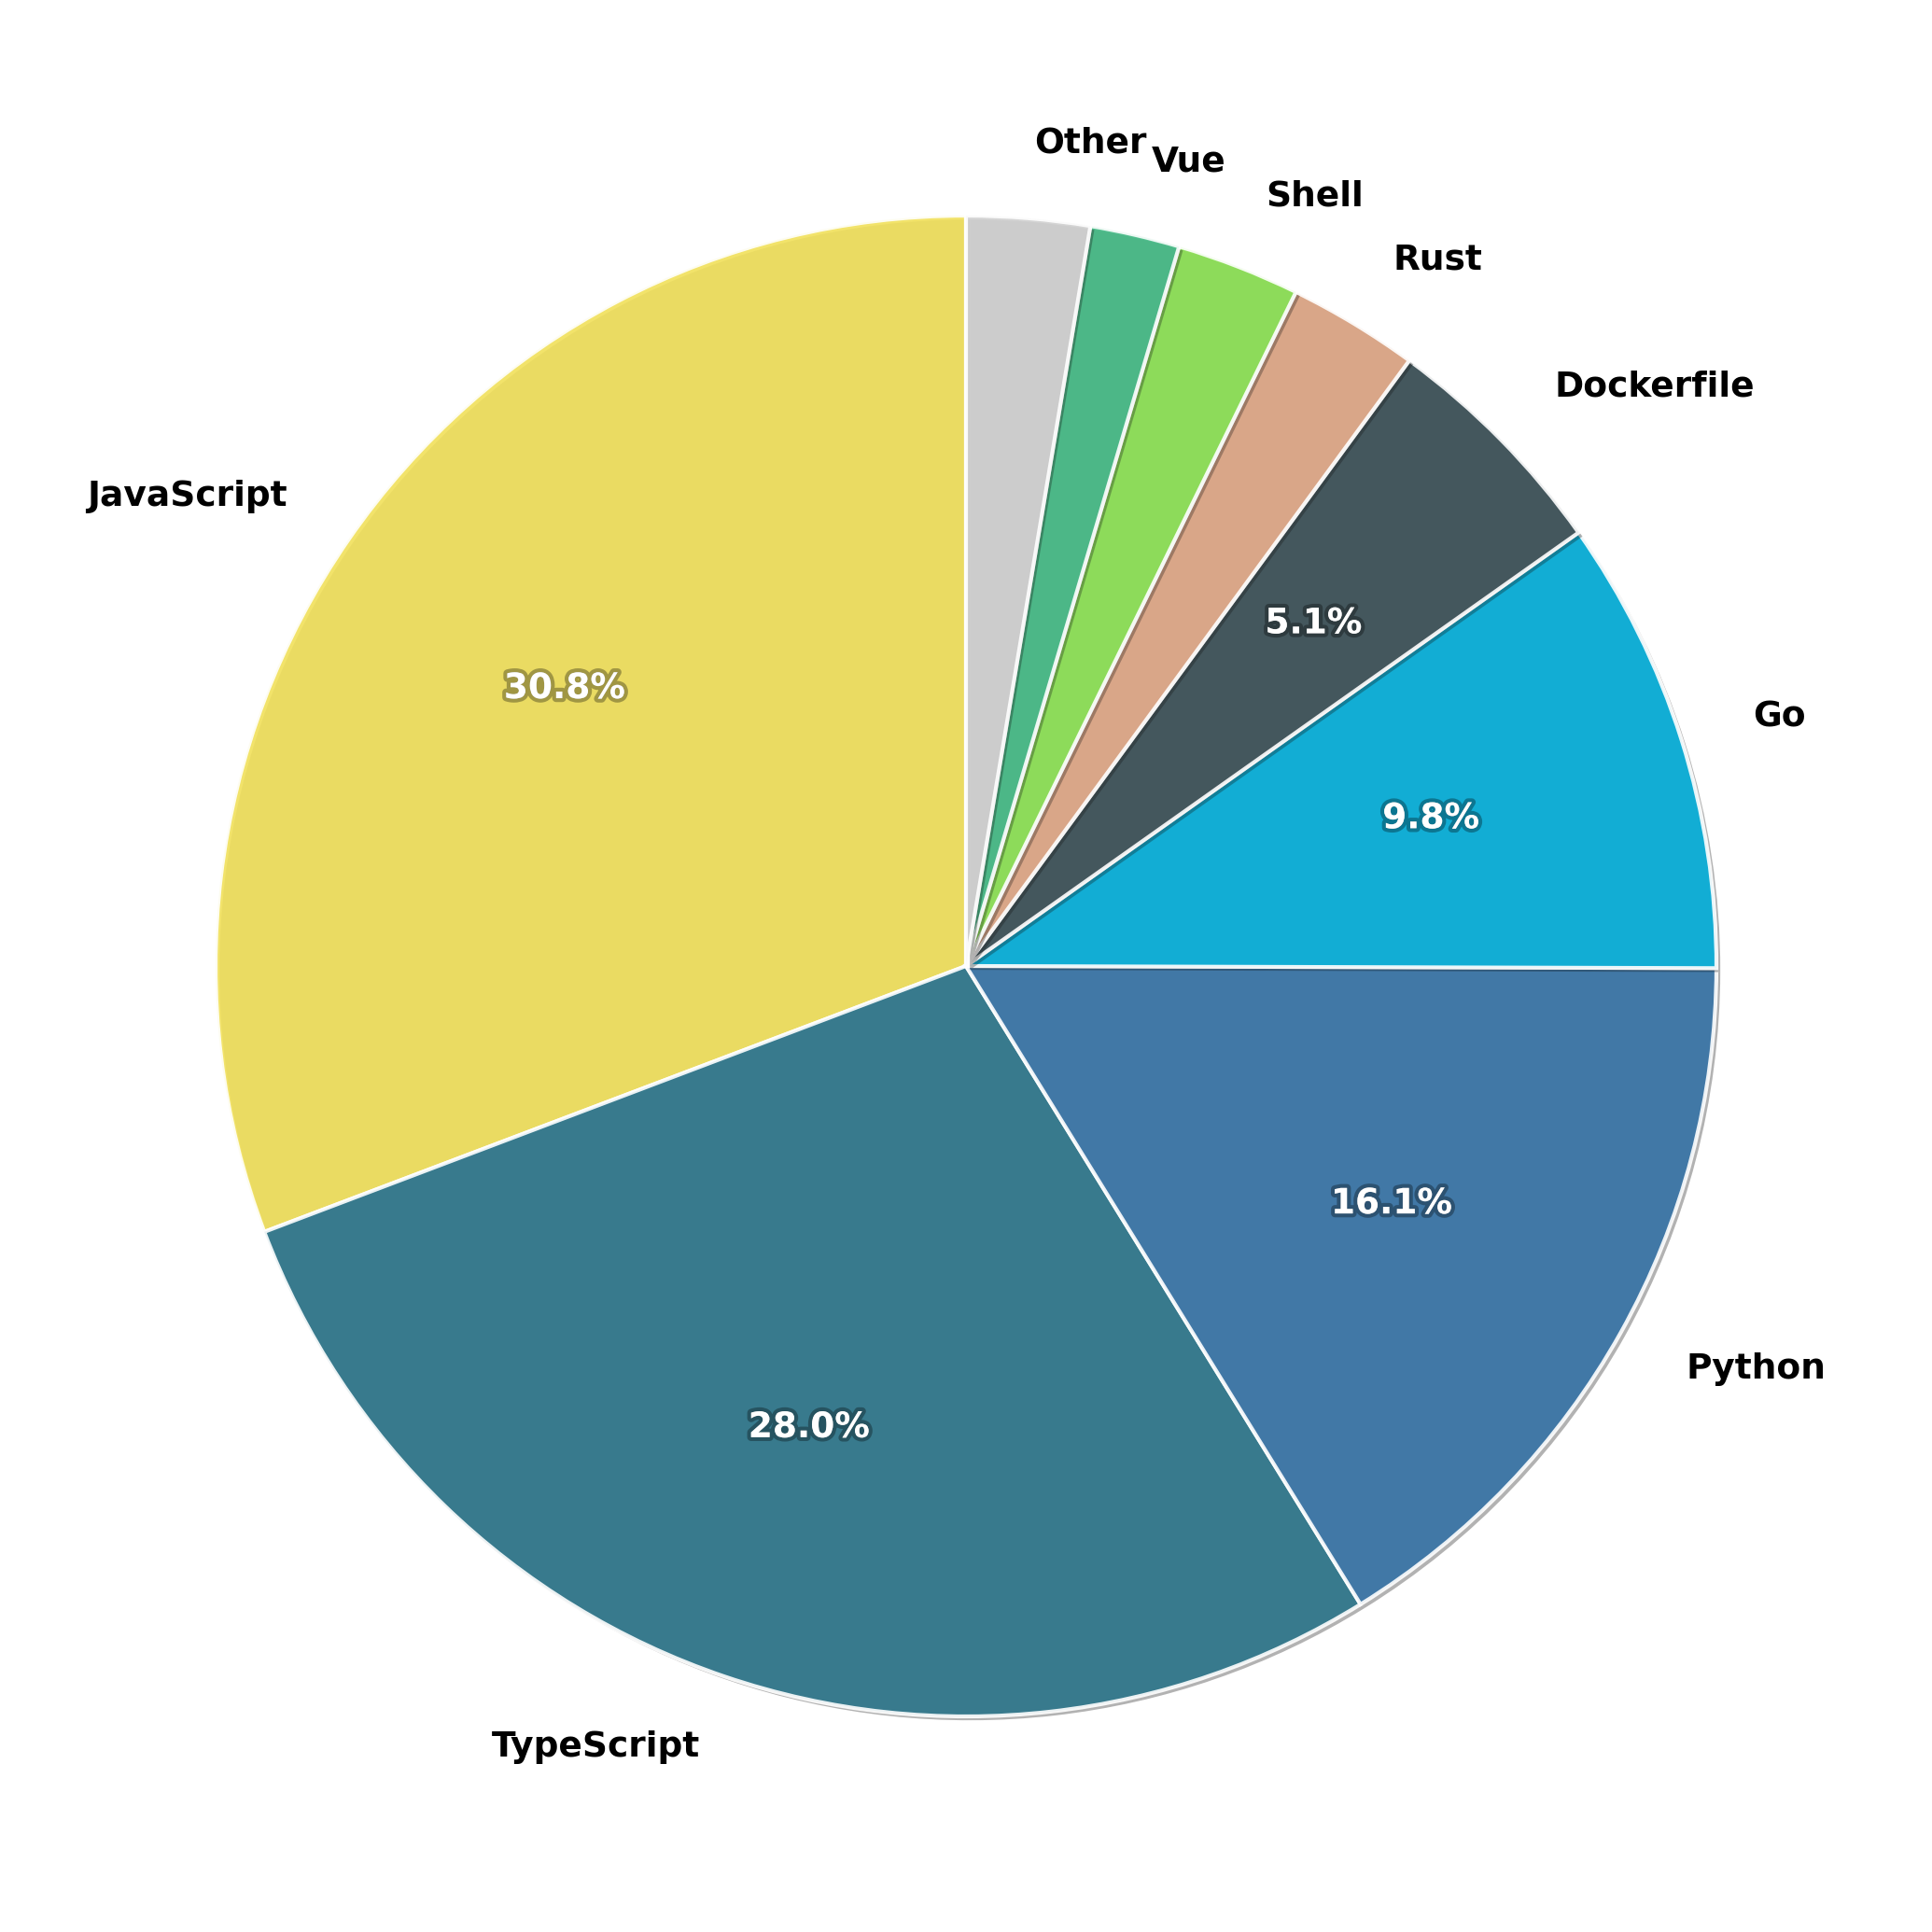 Other
Vue
Shell
Rust
Dockerfile
JavaScript
5.1%
30.8%
Go
9.8%
16.1%
Python
28.0%
TypeScript